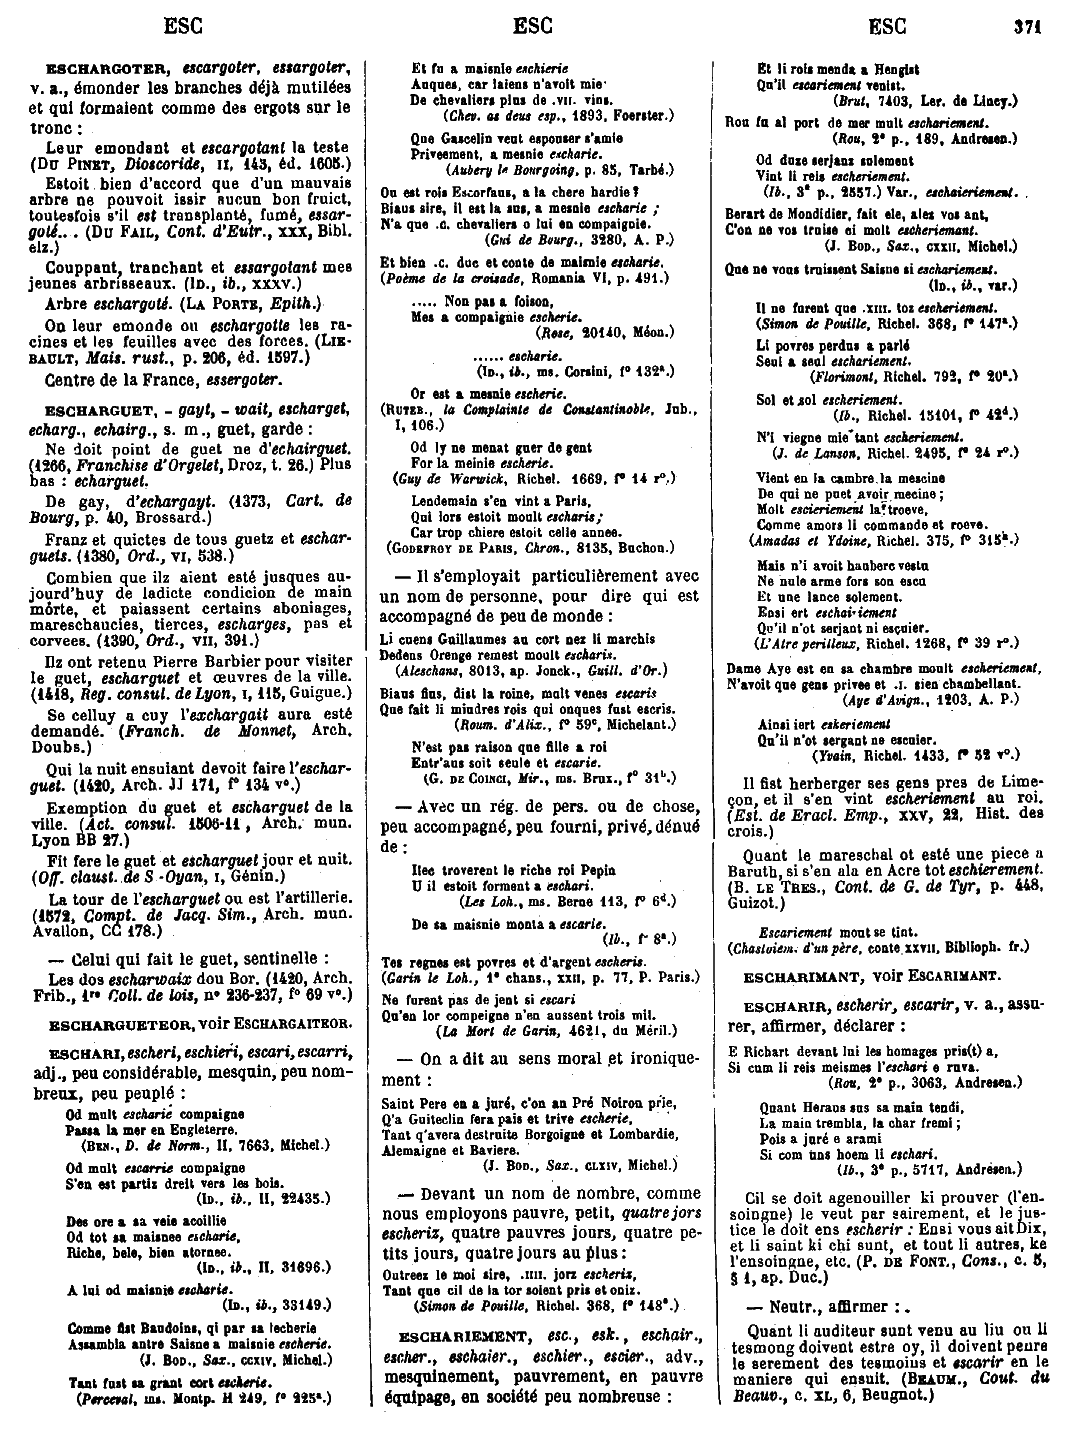 ESC
ESC
ESC 371
ESCHARGOTER, escargoter, essargoter,
v. a., émonder les branches déjà mutilées
et qui formaient comme des ergots sur le
tronc :
Leur emondant et escargotant la teste
(DU PINET, Dioscoride, II, 143, éd. 1605.)
Estoit bien d'accord que d'un mauvais
arbre ne pouvoit issir aucun bon fruict,
toutesfois s'il est transplanté, fumé, essar-
goté... (DU FAIL, Cont. d'Eutr., XXX, Bibl.
elz.)
Couppant, tranchant et essargotant mes
jeunes arbrisseaux. (ID., ib., XXXV.)
Arbre eschargoté. (LA PORTE, Epith.)
On leur emonde ou eschargotte les ra-
cines et les feuilles avec des forces. (LIE-
BAULT, Mais. rust., p. 206, éd. 1597.)
Centre de la France, essergoter.
ESCHARGUET, - gayt, - wait, escharget,
echarg., echairg., s. m., guet, garde :
Ne doit point de guet ne d'echairguet.
(1266, Franchise d'Orgelet, Droz, t. 26.) Plus
bas : echarguet.
De gay, d'echargayt. (1373, Cart. de
Bourg, p. 40, Brossard.)
Franz et quictes de tous guetz et eschar-
guets. (1380, Ord., VI, 538.)
Combien que ilz aient esté jusques au-
jourd'huy de ladicte condicion de main
morte, et paiassent certains aboniages,
mareschaucies, tierces, escharges, pas et
corvees. (1390, Ord., VII, 391.)
Ilz ont retenu Pierre Barbier pour visiter
le guet, escharguet et œuvres de la ville.
(1418, Reg. consul. de Lyon, I, 115, Guigue.)
Se celluy a cuy l'exchargait aura esté
demandé. (Franch. de Monnet, Arch.
Doubs.)
Qui la nuit ensuiant devoit faire l'eschar-
guet. (1420, Arch. JJ 171, f° 134 v°.)
Exemption du guet et escharguet de la
ville. (Act. consul. 1506-11, Arch. mun.
Lyon BB 27.)
Fit fere le guet et escharguet jour et nuit.
(Off. claust. de S -Oyan, I, Génin.)
La tour de l'escharguet ou est l'artillerie.
(1572, Compt. de Jacq. Sim., Arch. mun.
Avallon, CC 178.)
— Celui qui fait le guet, sentinelle :
Les dos escharwaix dou Bor. (1420, Arch.
Frib., 1re Coll. de lois, n° 236-237, f° 69 v°.)
ESCHARGUETEOR, voir ESCHARGAITEOR.
ESCHARI, escheri, eschieri, escari, escarri,
adj., peu considérable, mesquin, peu nom-
breux, peu peuplé :
Od mult escharie compaigne
Passa la mer en Engleterre.
(BEN., D. de Norm., II, 7663, Michel.)
Od mult escarrie compaigne
S'en est partiz dreit vers les bois.
(ID., ib., II, 22435.)
Des ore a sa veie acoillie
Od tot sa maisnee escharie,
Riche, bele, bien atornee.
(ID., ib., II, 31696.)
A lui od maisnie escharie.
(ID., ib., 33149.)
Comme fist Baudoins, qi par sa lecherie
Assambla antre Saisne a maisnie escherie.
(J. BOD., Sax., CCXIV, Michel.)
Tant fust sa grant cort escherie.
(Perceval, ms. Montp. H 249, f° 225ª.)
Et fu a maisnie eschierie
Auques, car laiens n'avoit mie
De chevaliers plus de .VII. vins.
(Chev. as deus esp., 1893, Foerster.)
Que Gascelin veut espouser s'amie
Priveement, a mesnie escharie.
(Aubery le Bourgoing, p. 85, Tarbé.)
Ou est rois Escorfaus, a la chere hardie?
Biaus sire, il est la sus, a mesnie escharie ;
N'a que .C. chevaliers o lui en compaignie.
(Gui de Bourg., 3280, A. P.)
Et bien .C. duc et conte de maimie escharie.
(Poème de la croisade, Romania VI, p. 491.)
..... Non pas a foison,
Mes a compaignie escherie.
(Rose, 20140, Méon.)
...... escharie.
(ID., ib., ms. Corsini, f° 132ª.)
Or est a mesnie escherie.
(RUTEB., la Complainte de Constantinoble, Jub.,
I, 106.)
Od ly ne menat guer de gent
For la meinie escherie.
(Guy de Warwick, Richel. 1669, f° 14 r°.)
Lendemain s'en vint a Paris,
Qui lors estoit moult escharis;
Car trop chiere estoit celle annee.
(GODEFROY DE PARIS, Chron., 8135, Buchon.)
— Il s'employait particulièrement avec
un nom de personne, pour dire qui est
accompagné de peu de monde :
Li cuens Guillaumes au cort nez li marchis
Dedens Orenge remest moult escharis.
(Aleschans, 8013, ap. Jonck., Guill. d'Or.)
Biaus fius, dist la roine, mult venes escaris
Que fait li mindres rois qui onques fust escris.
(Roum. d'Alix., f° 59ᶜ, Michelant.)
N'est pas raison que fille a roi
Entr'aus soit seule et escarie.
(G. DE COINCI, Mir., ms. Brux., f° 31ᵇ.)
— Avec un rég. de pers. ou de chose,
peu accompagné, peu fourni, privé, dénué
de :
Ilec troverent le riche roi Pepin
U il estoit forment a eschari.
(Les Loh., ms. Berne 113, f° 6ᵈ.)
De sa maisnie monta a escarie.
(Ib., f° 8ª.)
Tes regnes est povres et d'argent escheris.
(Garin le Loh., 1ª chans., XXII, p. 77, P. Paris.)
Ne furent pas de jent si escari
Qu'en lor compeigne n'en aussent trois mil.
(La Mort de Garin, 4621, du Méril.)
— On a dit au sens moral et ironique-
ment :
Saint Pere en a juré, c'on an Pré Noiron prie,
Q'a Guiteclin fera pais et trive escherie,
Tant q'avera destruite Borgoigne et Lombardie,
Alemaigne et Baviere.
(J. BOD., Sax., CLXIV, Michel.)
— Devant un nom de nombre, comme
nous employons pauvre, petit, quatre jors
escheriz, quatre pauvres jours, quatre pe-
tits jours, quatre jours au plus :
Outreez le moi sire, .IIII. jorz escheriz,
Tant que cil de la tor soient pris et oniz.
(Simon de Pouille, Richel. 368, f° 148ª.)
ESCHARIEMENT, esc., esk., eschair.,
escher., eschaier., eschier., escier., adv.,
mesquinement, pauvrement, en pauvre
équipage, en société peu nombreuse :
Et li rois menda a Hengist
Qu'il escariement venist.
(Brut, 7403, Ler. de Lincy.)
Rou fu al port de mer mult eschariement.
(Rou, 2ª p., 189, Andresen.)
Od duze serjanz solement
Vint li reis escheriement.
(Ib., 3ª p., 2557.) Var., eschaieriement.
Berart de Mondidier, fait ele, alez vos ant,
C'on ne vos truise ci molt escheriemant.
(J. BOD., Sax., CXXII, Michel.)
Que ne vous truissent Saisne si eschariement.
(ID., ib., var.)
Il ne furent que .XIII. toz escheriement.
(Simon de Pouille, Richel. 368, f° 147ª.)
Li povres perdus a parlé
Seul a seul eschariement.
(Florimont, Richel. 792, f° 20ª.)
Sol et sol escheriement.
(Ib., Richel. 15101, f° 42ᵈ.)
N'i viegne mie tant escheriement.
(J. de Lanson, Richel. 2495, f° 24 r°.)
Vient en la cambre la mescine
De qui ne puet avoir mecine ;
Molt escieriement la troeve,
Comme amors li commande et roeve.
(Amadas et Ydoine, Richel. 375, f° 315ᵇ.)
Mais n'i avoit hauberc vestu
Ne nule arme fors son escu
Et une lance solement.
Ensi ert eschairiement
Qu'il n'ot serjant ni escuier.
(L'Atre perilleux, Richel. 1268, f° 39 r°.)
Dame Aye est en sa chambre moult escheriement,
N'avoit que gens privee et .I. sien chambellant.
(Aye d'Avign., 1203, A. P.)
Ainsi iert eskeriement
Qu'il n'ot sergant ne escuier.
(Yvain, Richel. 1433, f° 52 v°.)
Il fist herberger ses gens pres de Lime-
çon, et il s'en vint escheriement au roi.
(Est. de Eracl. Emp., XXV, 22, Hist. des
crois.)
Quant le mareschal ot esté une piece a
Baruth, si s'en ala en Acre tot eschierement.
(B. LE TRES., Cont. de G. de Tyr, p. 448,
Guizot.)
Escariement mout se tint.
(Chastoiem. d'un père, conte XXVII, Biblioph. fr.)
ESCHARIMANT, voir ESCARIMANT.
ESCHARIR, escherir, escarir, v. a., assu-
rer, affirmer, déclarer :
E Richart devant lui les homages pris(t) a,
Si cum li reis meismes l'eschari e ruva.
(Rou, 2ª p., 3063, Andresen.)
Quant Heraus sus sa main tendi,
La main trembla, la char fremi ;
Pois a juré e arami
Si com uns hoem li eschari.
(Ib., 3ª p., 5717, Andresen.)
Cil se doit agenouiller ki prouver (l'en-
soingne) le veut par sairement, et le jus-
tice le doit ens escherir : Ensi vous ait Dix,
et li saint ki chi sunt, et tout li autres, ke
l'ensoingne, etc. (P. DE FONT., Cons., c. 5,
§ 1, ap. Duc.)
— Neutr., affirmer :
Quant li auditeur sunt venu au liu ou li
tesmong doivent estre oy, il doivent penre
le serement des tesmoins et escarir en le
maniere qui ensuit. (BEAUM., Cout. du
Beauv., c. XL, 6, Beugnot.)